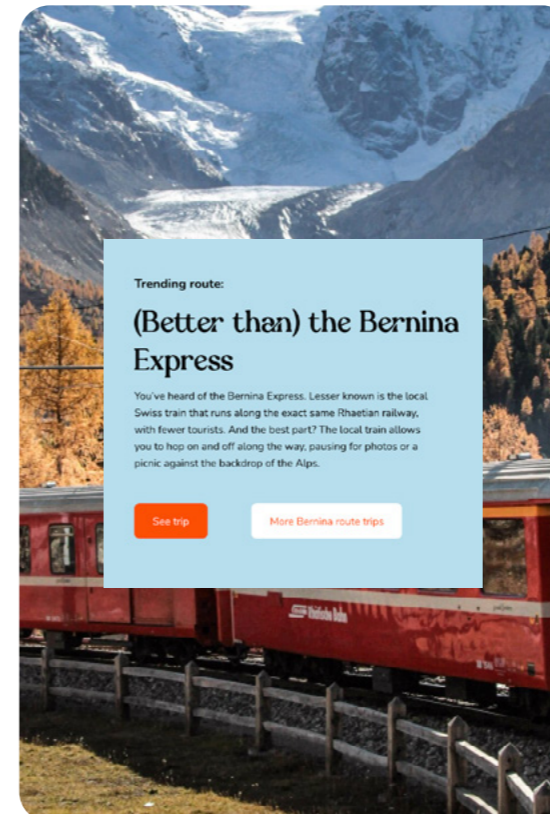 Trending route:
(Better than) the Bernina
Express
You've heard of the Bernina Express. Lesser known is the local
Swiss train that runs along the exact same Rhaetian railway,
with fewer tourists. And the best part? The local train allows
you to hop on and off along the way, pausing for photos or a
picnic against the backdrop of the Alps.
See trip
More Bernina route trips
Rhätische Bahn